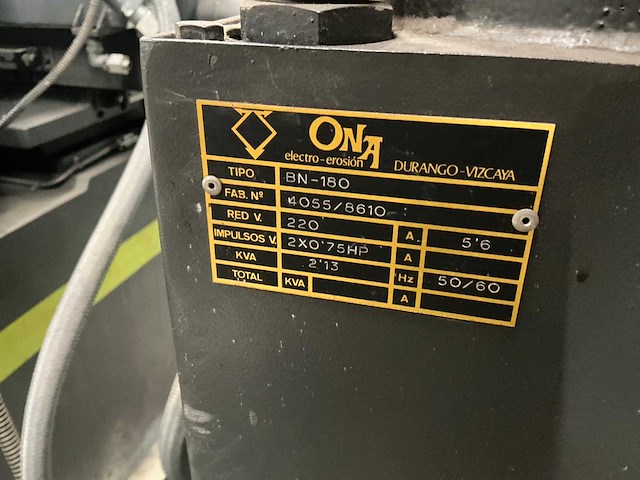 ONA
electro-erosión DURANGO-VIZCAYA
TIPO BN-180
FAB. Nº 4055/8610
RED V. 220 A. 5'6
IMPULSOS V. 2X0'75HP A
KVA 2'13 Hz 50/60
TOTAL KVA A